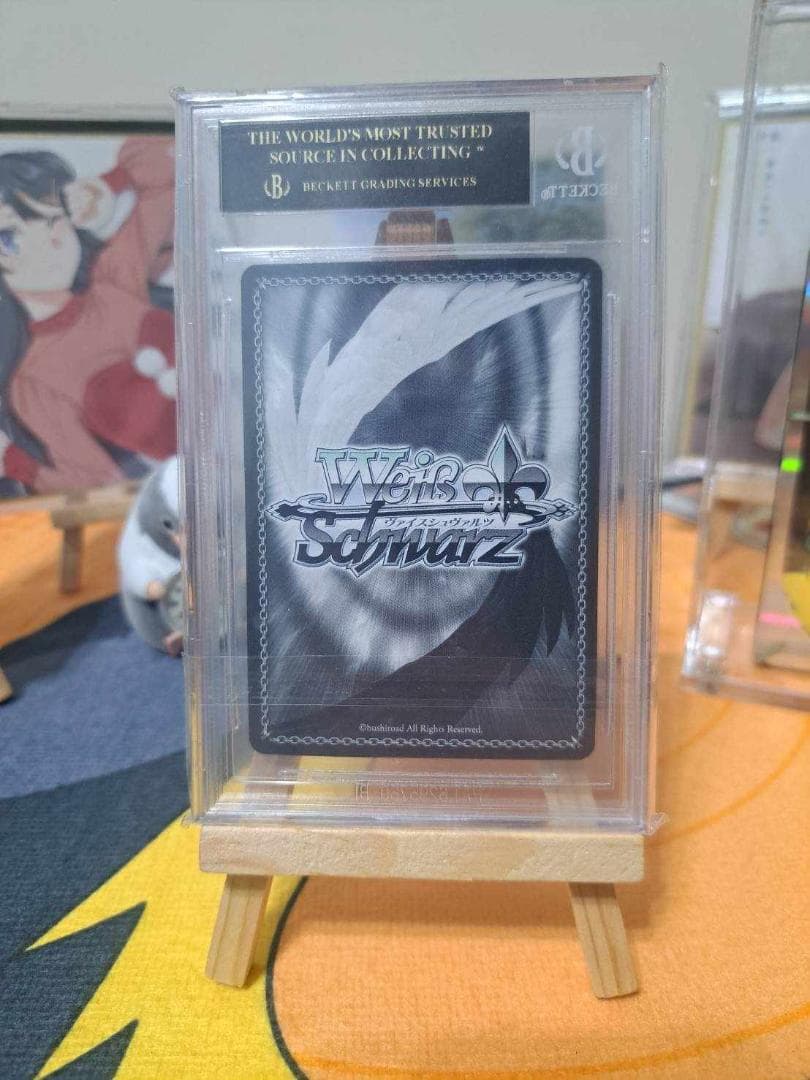 THE WORLD'S MOST TRUSTED
SOURCE IN COLLECTING ™
B BECKETT GRADING SERVICES
B
BECKETT®
Weiß
ヴァイスシュヴァルツ
Schwarz
©bushiroad All Rights Reserved.